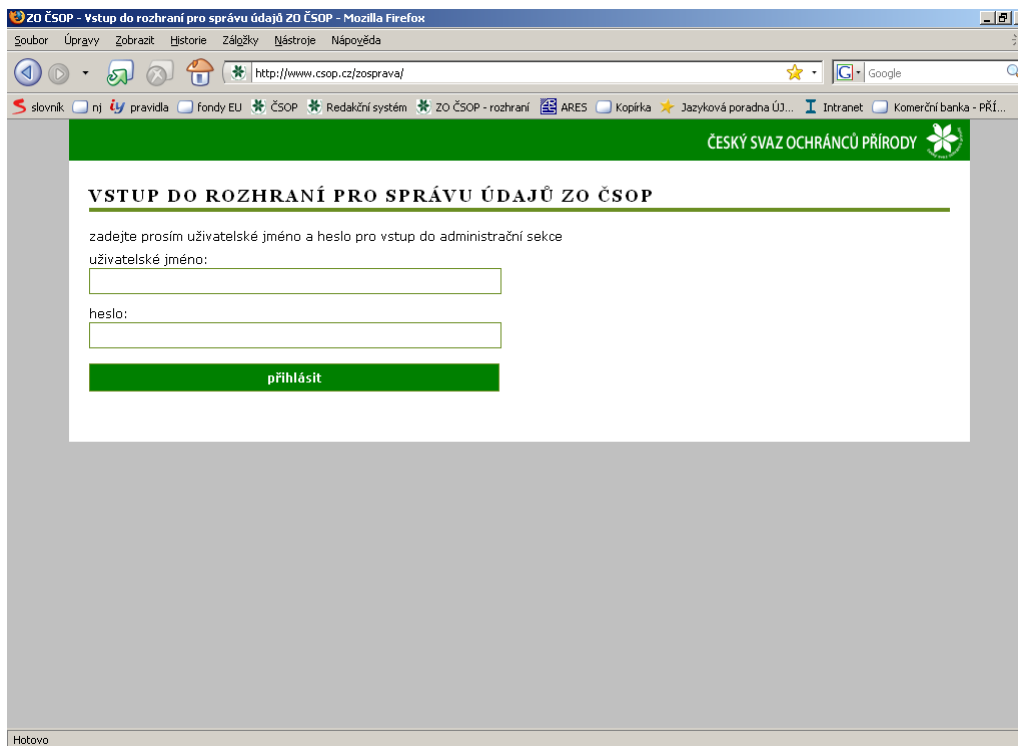 ZO ČSOP - Vstup do rozhraní pro správu údajů ZO ČSOP - Mozilla Firefox
Soubor Úpravy Zobrazit Historie Záložky Nástroje Nápověda
http://www.csop.cz/zosprava/ G Google
slovník nj pravidla fondy EU ČSOP Redakční systém ZO ČSOP - rozhraní ARES Kopírka Jazyková poradna ÚJ... Intranet Komerční banka - PŘÍ...
ČESKÝ SVAZ OCHRÁNCŮ PŘÍRODY
VSTUP DO ROZHRANÍ PRO SPRÁVU ÚDAJŮ ZO ČSOP
zadejte prosím uživatelské jméno a heslo pro vstup do administrační sekce
uživatelské jméno:
heslo:
přihlásit
Hotovo